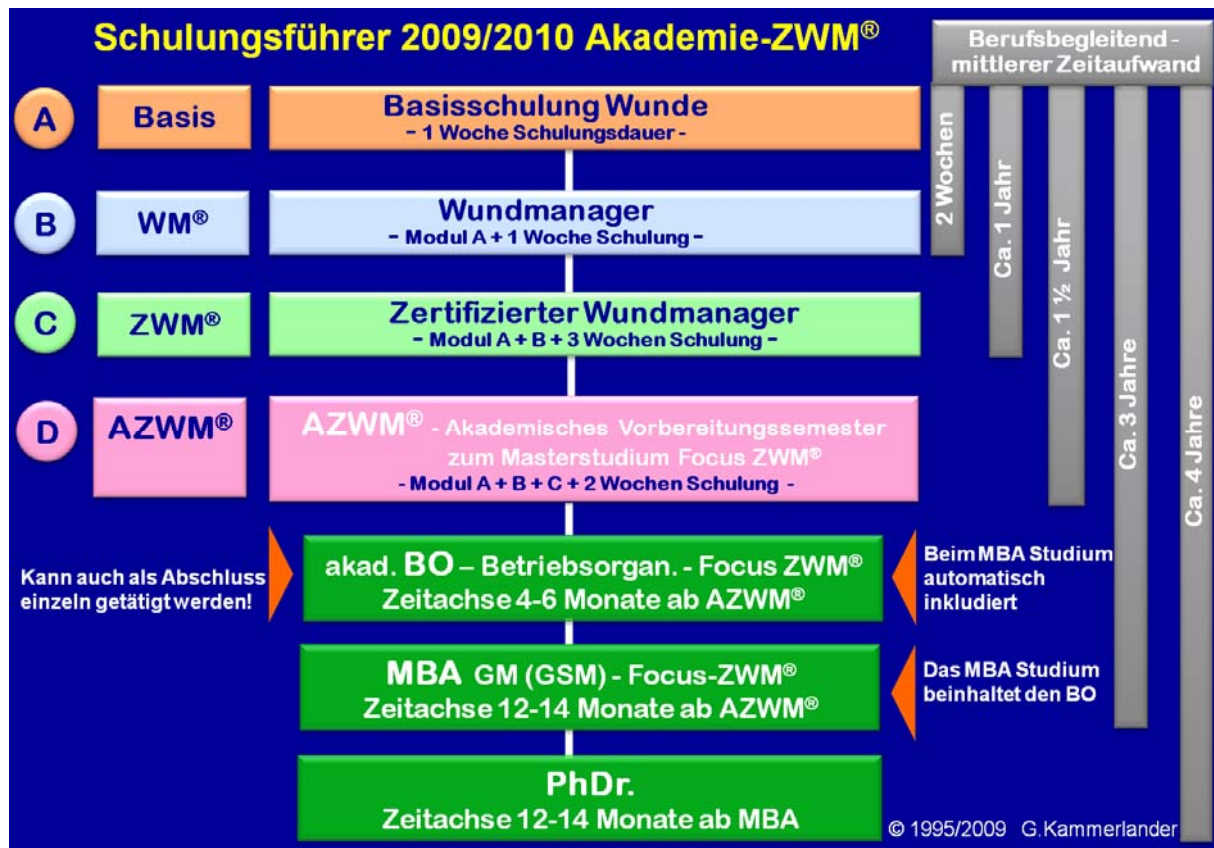 Schulungsführer 2009/2010 Akademie-ZWM®
Berufsbegleitend -
mittlerer Zeitaufwand
A
Basis
Basisschulung Wunde
- 1 Woche Schulungsdauer -
B
WM®
Wundmanager
- Modul A + 1 Woche Schulung -
C
ZWM®
Zertifizierter Wundmanager
- Modul A + B + 3 Wochen Schulung -
D
AZWM®
AZWM® - Akademisches Vorbereitungssemester
zum Masterstudium Focus ZWM®
- Modul A + B + C + 2 Wochen Schulung -
2 Wochen
Ca. 1 Jahr
Ca. 1 ½ Jahr
Ca. 3 Jahre
Ca. 4 Jahre
Kann auch als Abschluss
einzeln getätigt werden!
akad. BO – Betriebsorgan. - Focus ZWM®
Zeitachse 4-6 Monate ab AZWM®
Beim MBA Studium
automatisch
inkludiert
MBA GM (GSM) - Focus-ZWM®
Zeitachse 12-14 Monate ab AZWM®
Das MBA Studium
beinhaltet den BO
PhDr.
Zeitachse 12-14 Monate ab MBA
© 1995/2009 G.Kammerlander